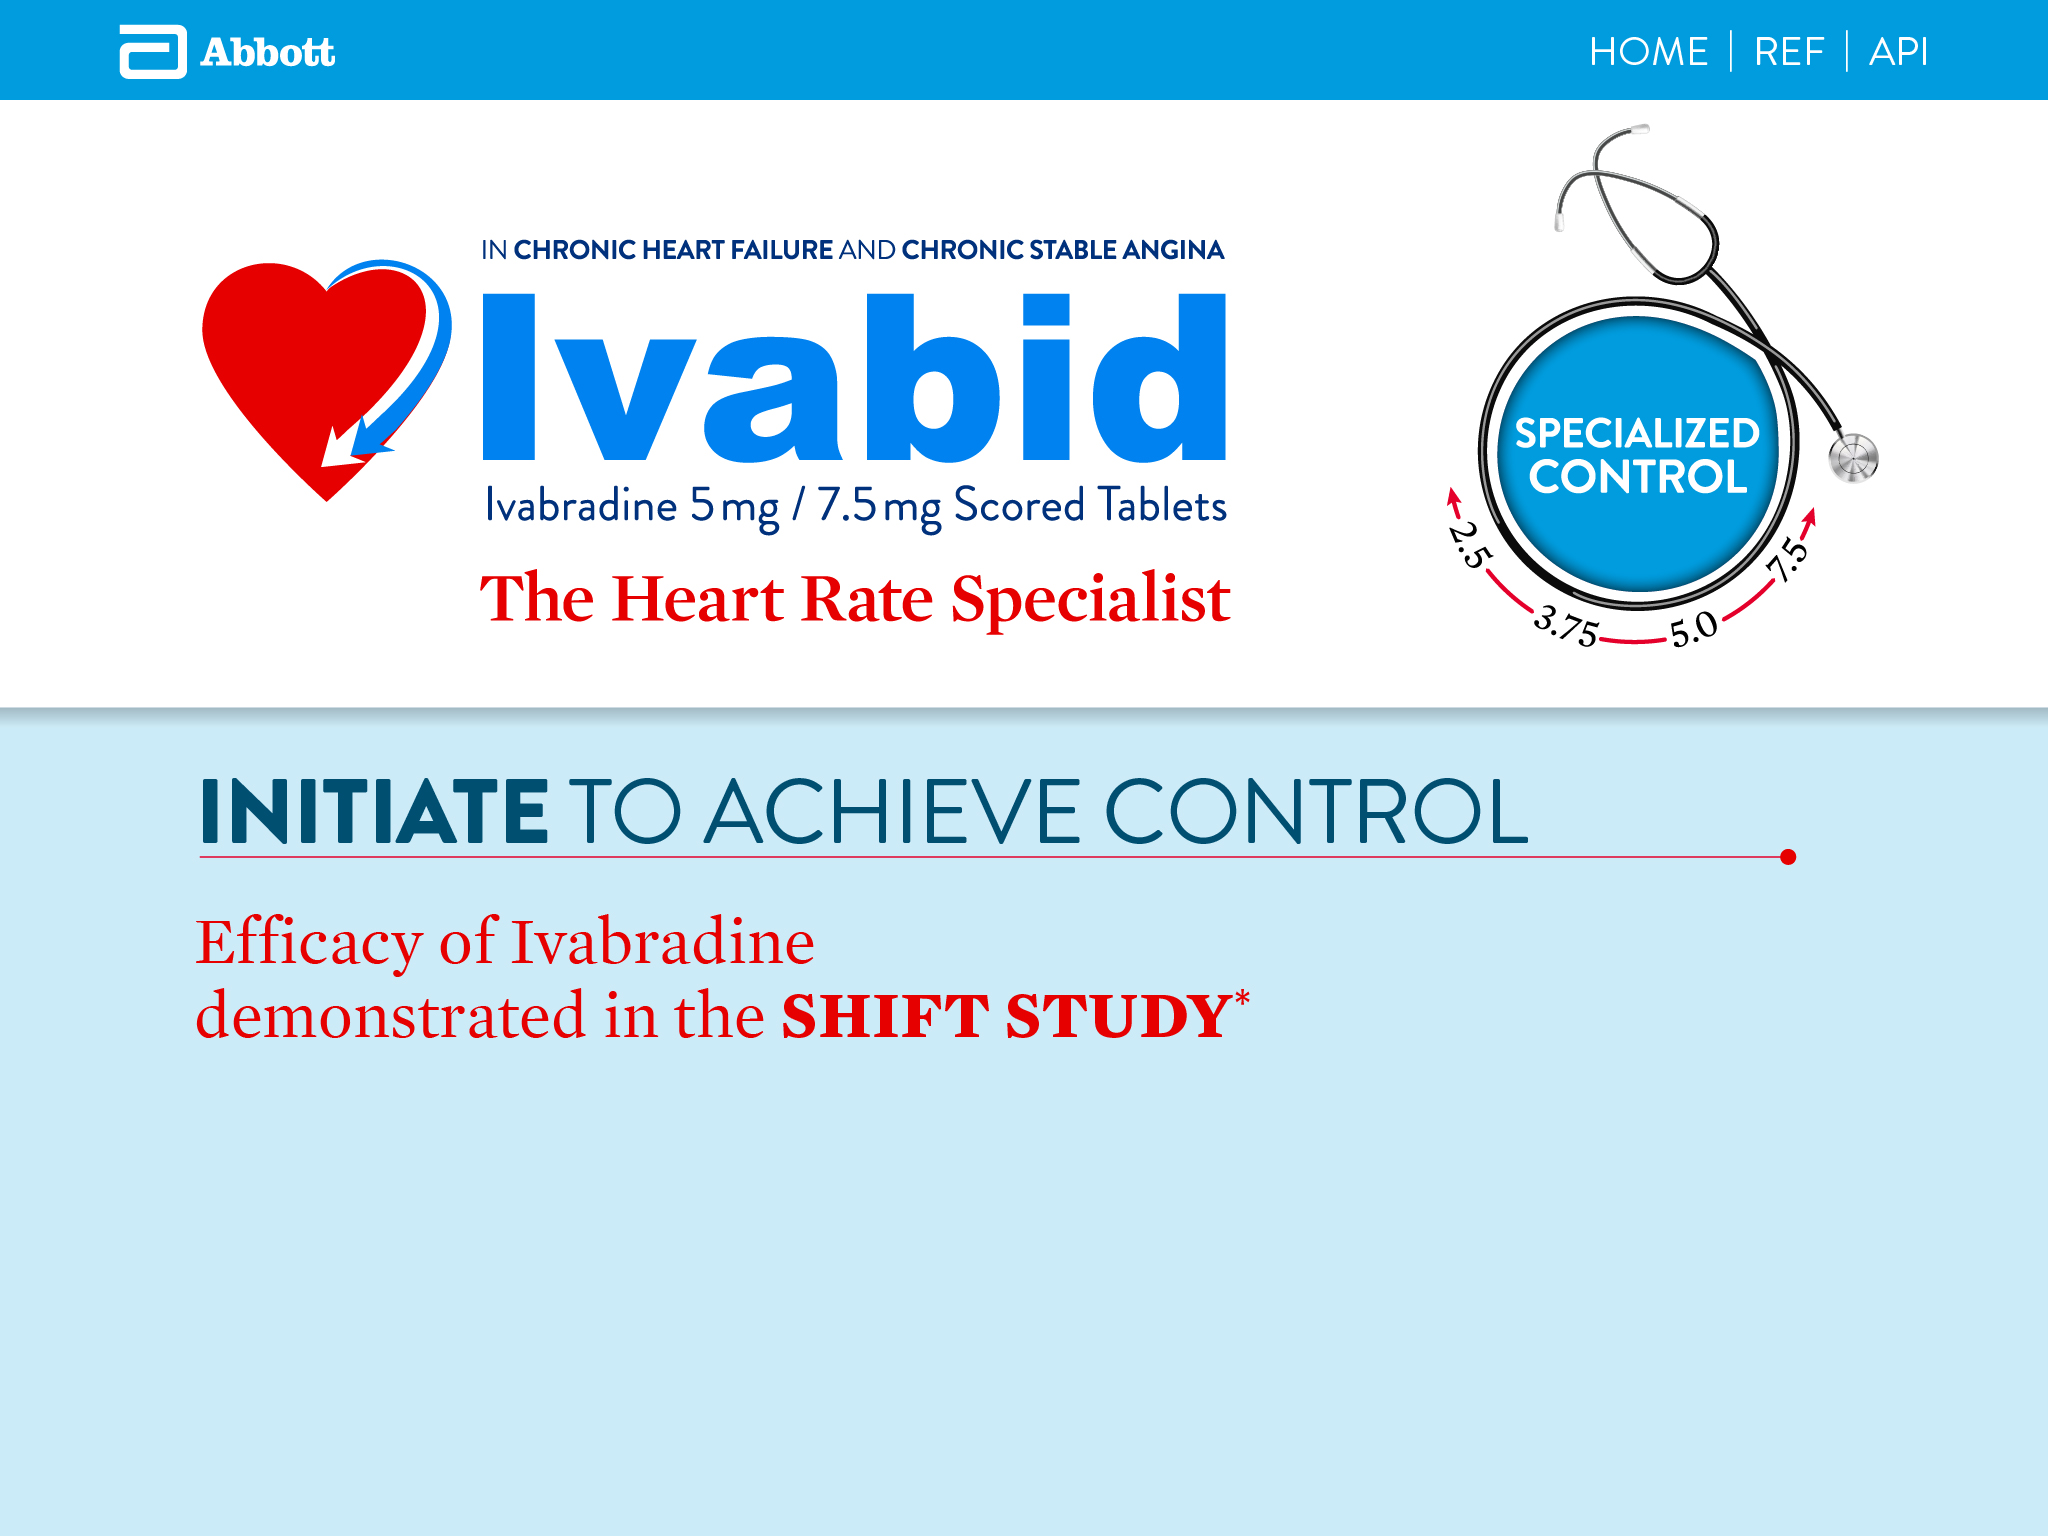 Abbott
HOME | REF | API
IN CHRONIC HEART FAILURE AND CHRONIC STABLE ANGINA
Ivabid
Ivabradine 5 mg / 7.5 mg Scored Tablets
The Heart Rate Specialist
SPECIALIZED
CONTROL
2.5
3.75
5.0
7.5
INITIATE TO ACHIEVE CONTROL
Efficacy of Ivabradine
demonstrated in the SHIFT STUDY*